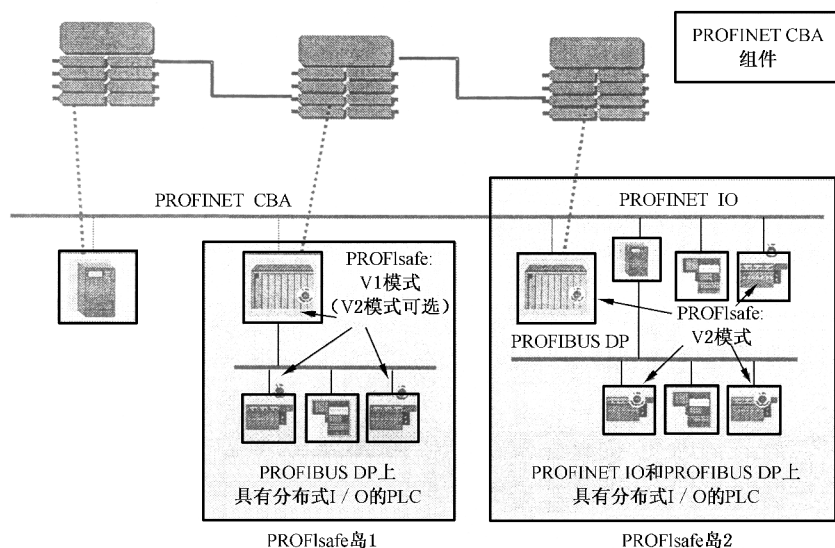 PROFINET CBA
组件
PROFINET CBA
PROFINET IO
PROFIsafe:
V1模式
（V2模式可选）
PROFIsafe:
V2模式
PROFIBUS DP
PROFIBUS DP上
具有分布式I / O的PLC
PROFINET IO和PROFIBUS DP上
具有分布式I / O的PLC
PROFIsafe岛1
PROFIsafe岛2